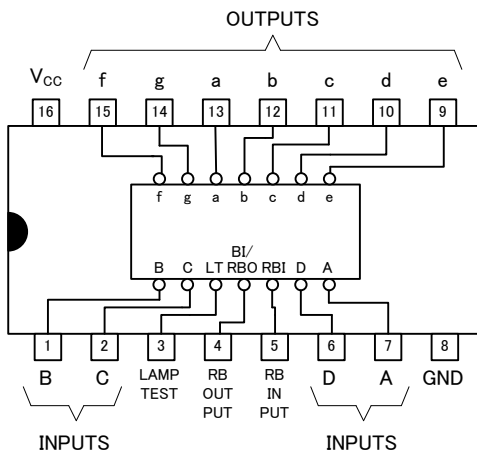 OUTPUTS
VCC f g a b c d e
16 15 14 13 12 11 10 9
f g a b c d e
BI/
B C LT RBO RBI D A
1 2 3 4 5 6 7 8
B C LAMP TEST RB OUT PUT RB IN PUT D A GND
INPUTS INPUTS